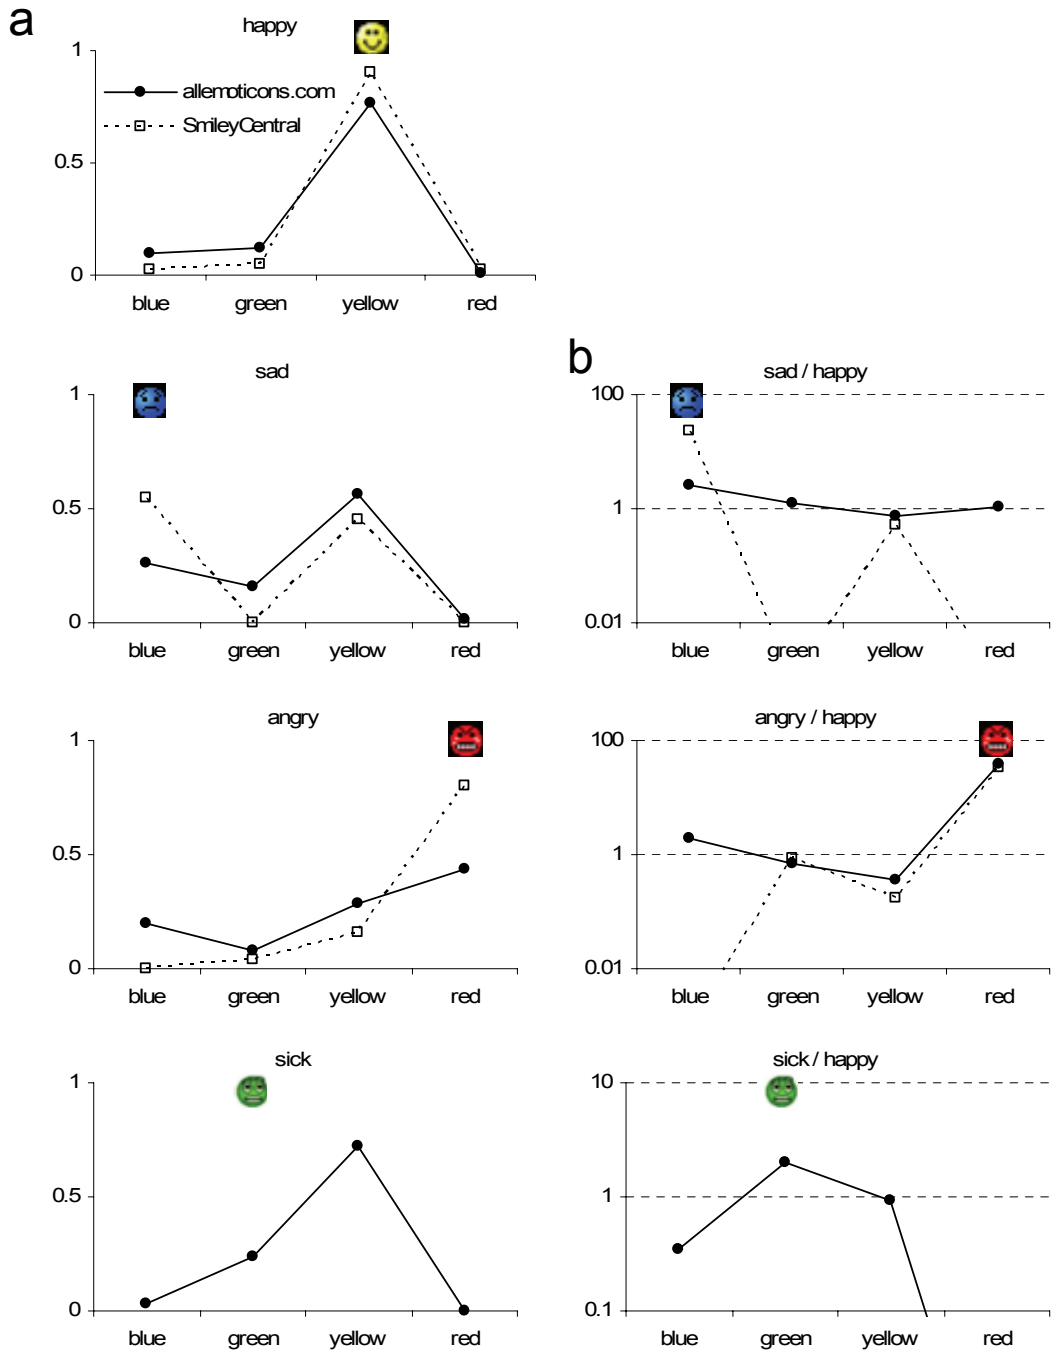 a
happy
1
allemoticons.com
SmileyCentral
0.5
0
blue green yellow red
sad
1
0.5
0
blue green yellow red
angry
1
0.5
0
blue green yellow red
sick
1
0.5
0
blue green yellow red
b
sad / happy
100
1
0.01
blue green yellow red
angry / happy
100
1
0.01
blue green yellow red
sick / happy
10
1
0.1
blue green yellow red